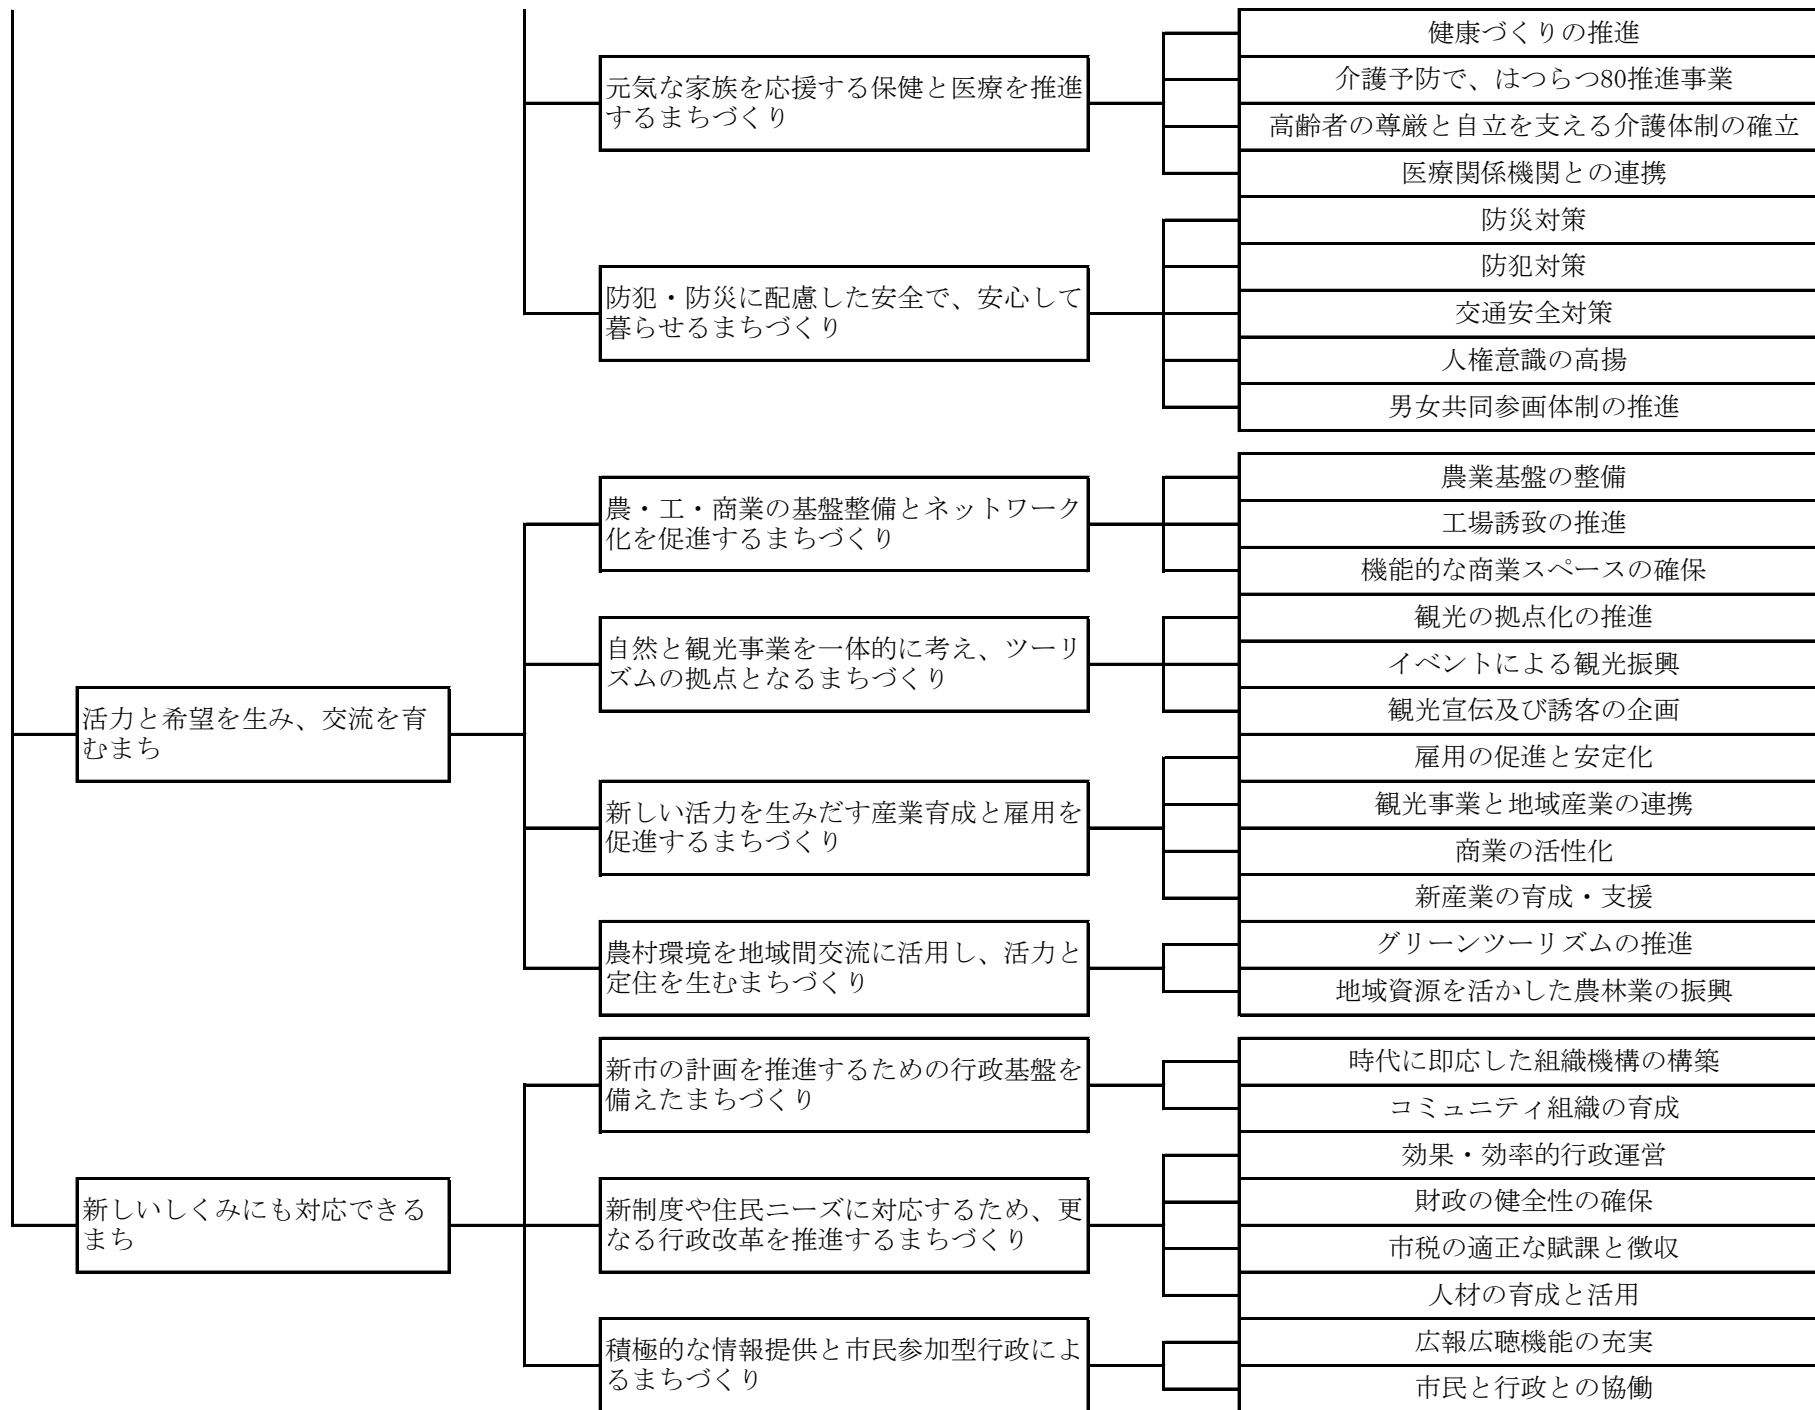 健康づくりの推進
元気な家族を応援する保健と医療を推進
するまちづくり
介護予防で、はつらつ80推進事業
高齢者の尊厳と自立を支える介護体制の確立
医療関係機関との連携
防犯・防災に配慮した安全で、安心して
暮らせるまちづくり
防災対策
防犯対策
交通安全対策
人権意識の高揚
男女共同参画体制の推進
活力と希望を生み、交流を育
むまち
農・工・商業の基盤整備とネットワーク
化を促進するまちづくり
農業基盤の整備
工場誘致の推進
機能的な商業スペースの確保
自然と観光事業を一体的に考え、ツーリ
ズムの拠点となるまちづくり
観光の拠点化の推進
イベントによる観光振興
観光宣伝及び誘客の企画
新しい活力を生みだす産業育成と雇用を
促進するまちづくり
雇用の促進と安定化
観光事業と地域産業の連携
商業の活性化
新産業の育成・支援
農村環境を地域間交流に活用し、活力と
定住を生むまちづくり
グリーンツーリズムの推進
地域資源を活かした農林業の振興
新しいしくみにも対応できる
まち
新市の計画を推進するための行政基盤を
備えたまちづくり
時代に即応した組織機構の構築
コミュニティ組織の育成
新制度や住民ニーズに対応するため、更
なる行政改革を推進するまちづくり
効果・効率的行政運営
財政の健全性の確保
市税の適正な賦課と徴収
人材の育成と活用
積極的な情報提供と市民参加型行政によ
るまちづくり
広報広聴機能の充実
市民と行政との協働